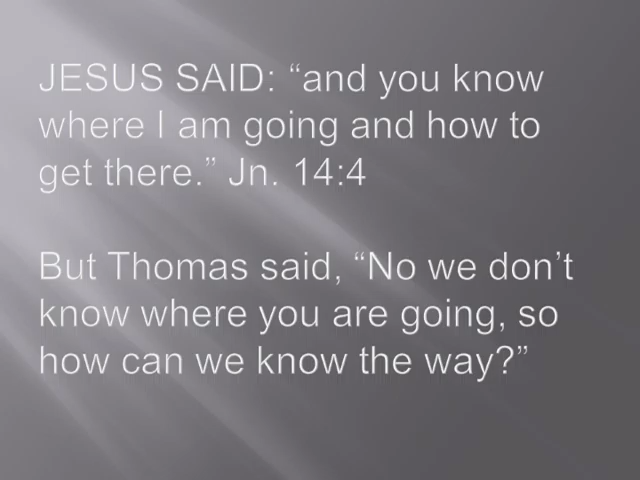 JESUS SAID: “and you know
where I am going and how to
get there.” Jn. 14:4
But Thomas said, “No we don’t
know where you are going, so
how can we know the way?”